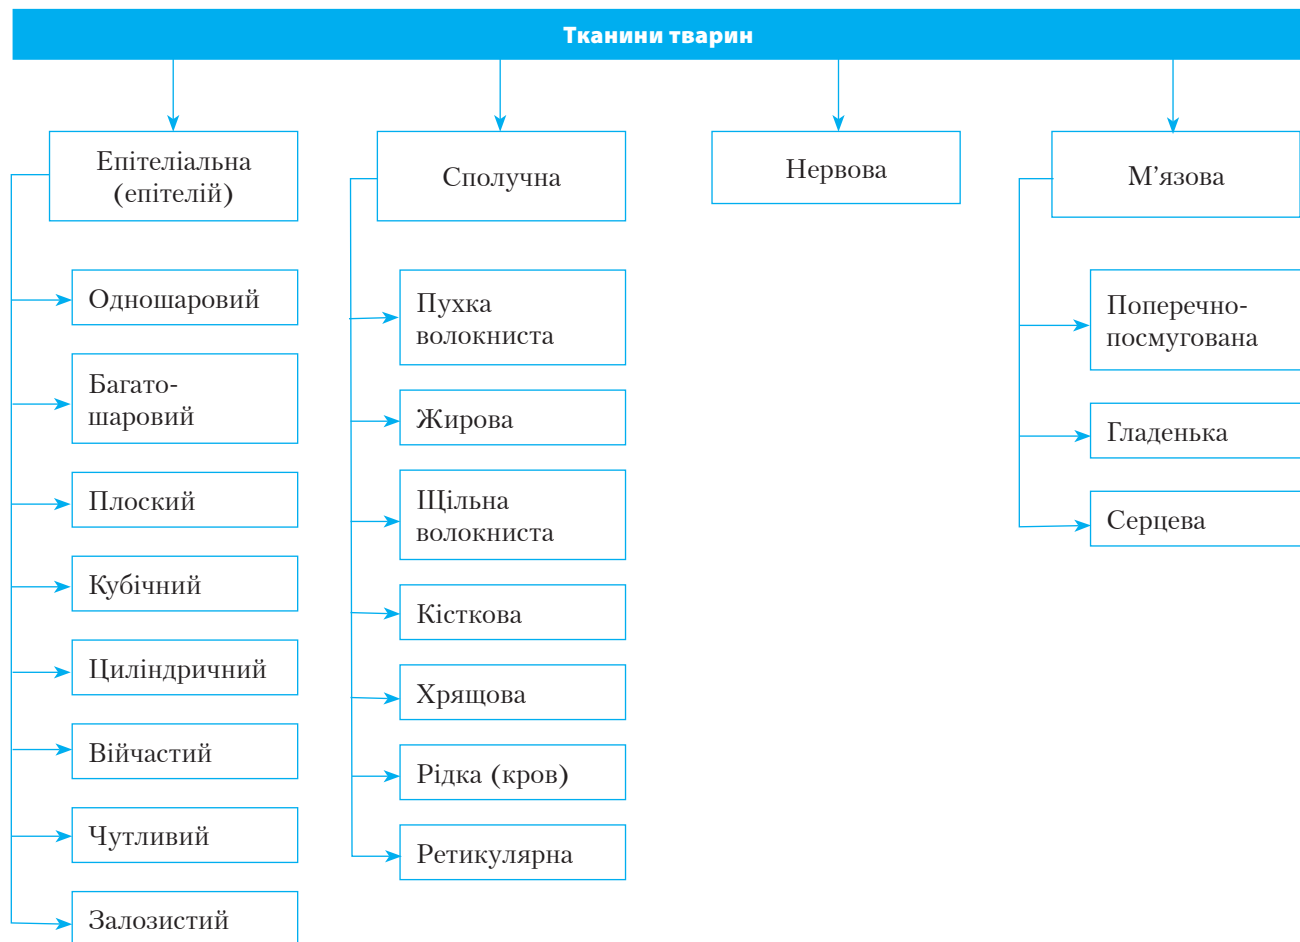 Тканини тварин
Епітеліальна
(епітелій)
Одношаровий
Багато-
шаровий
Плоский
Кубічний
Циліндричний
Війчастий
Чутливий
Залозистий
Сполучна
Пухка
волокниста
Жирова
Щільна
волокниста
Кісткова
Хрящова
Рідка (кров)
Ретикулярна
Нервова
М’язова
Поперечно-
посмугована
Гладенька
Серцева